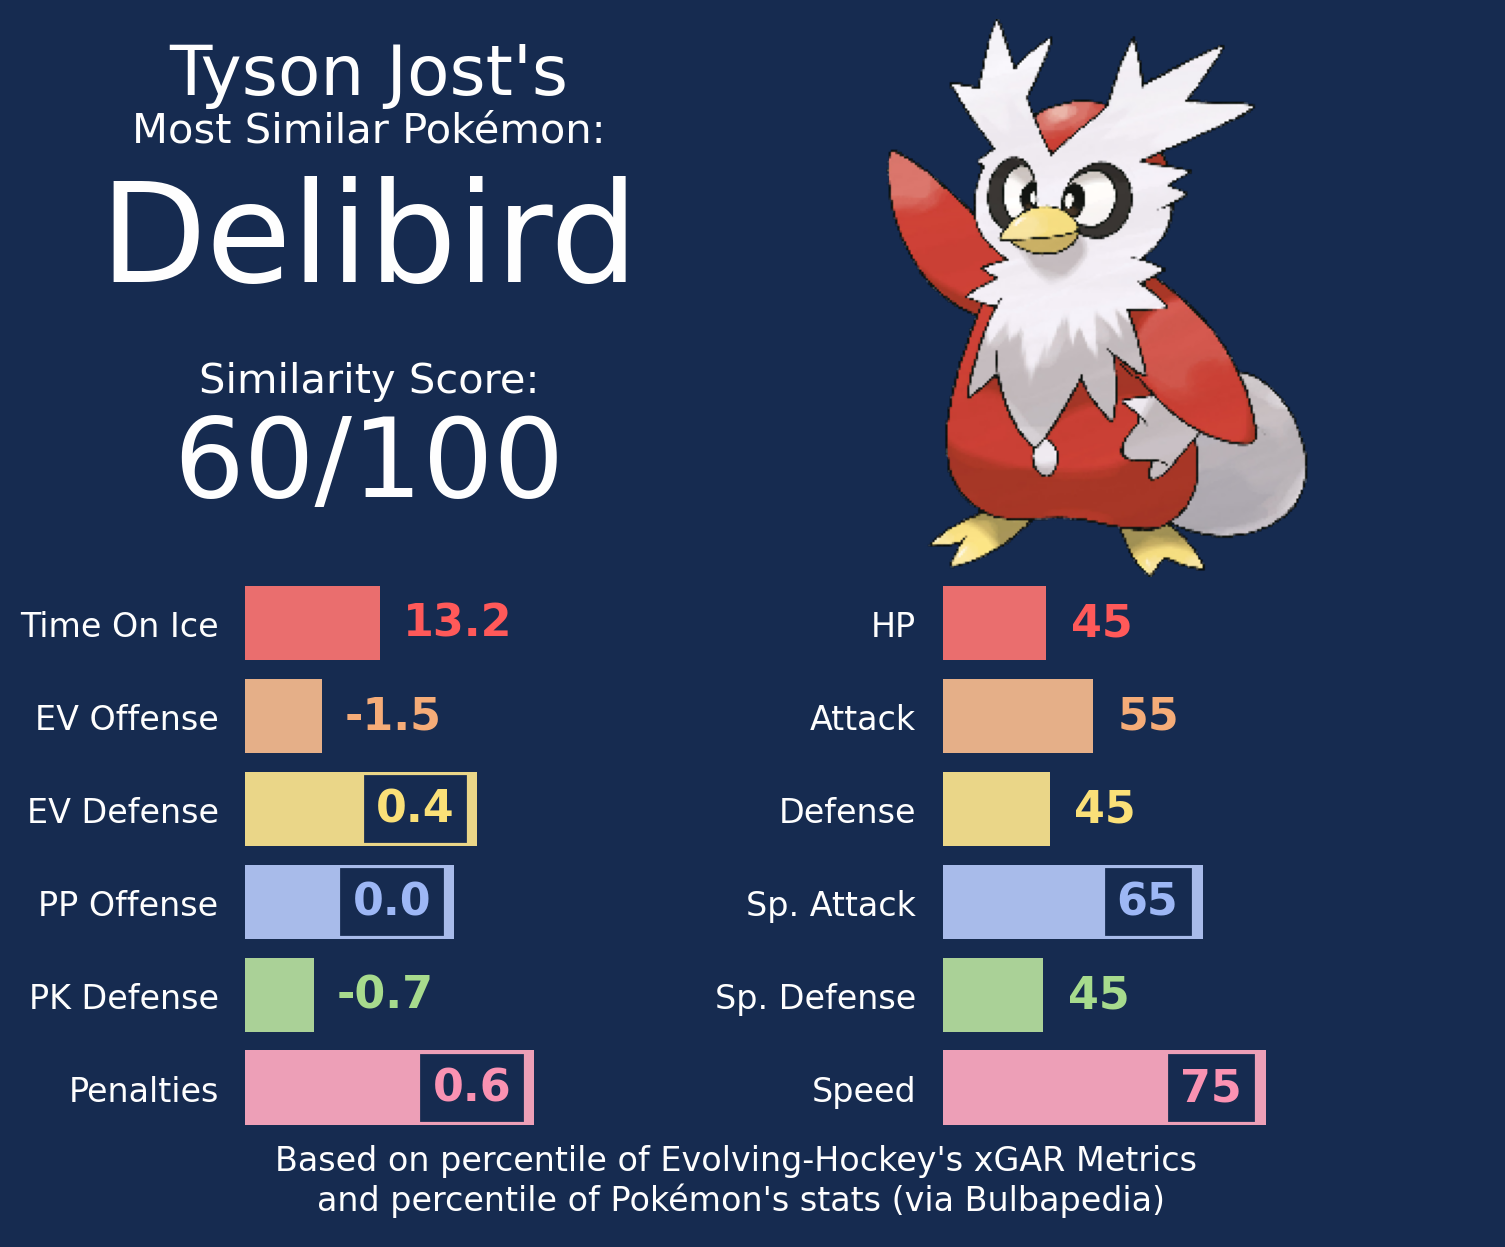 Tyson Jost's
Most Similar Pokémon:
Delibird
Similarity Score:
60/100
Time On Ice 13.2
EV Offense -1.5
EV Defense 0.4
PP Offense 0.0
PK Defense -0.7
Penalties 0.6
HP 45
Attack 55
Defense 45
Sp. Attack 65
Sp. Defense 45
Speed 75
Based on percentile of Evolving-Hockey's xGAR Metrics
and percentile of Pokémon's stats (via Bulbapedia)